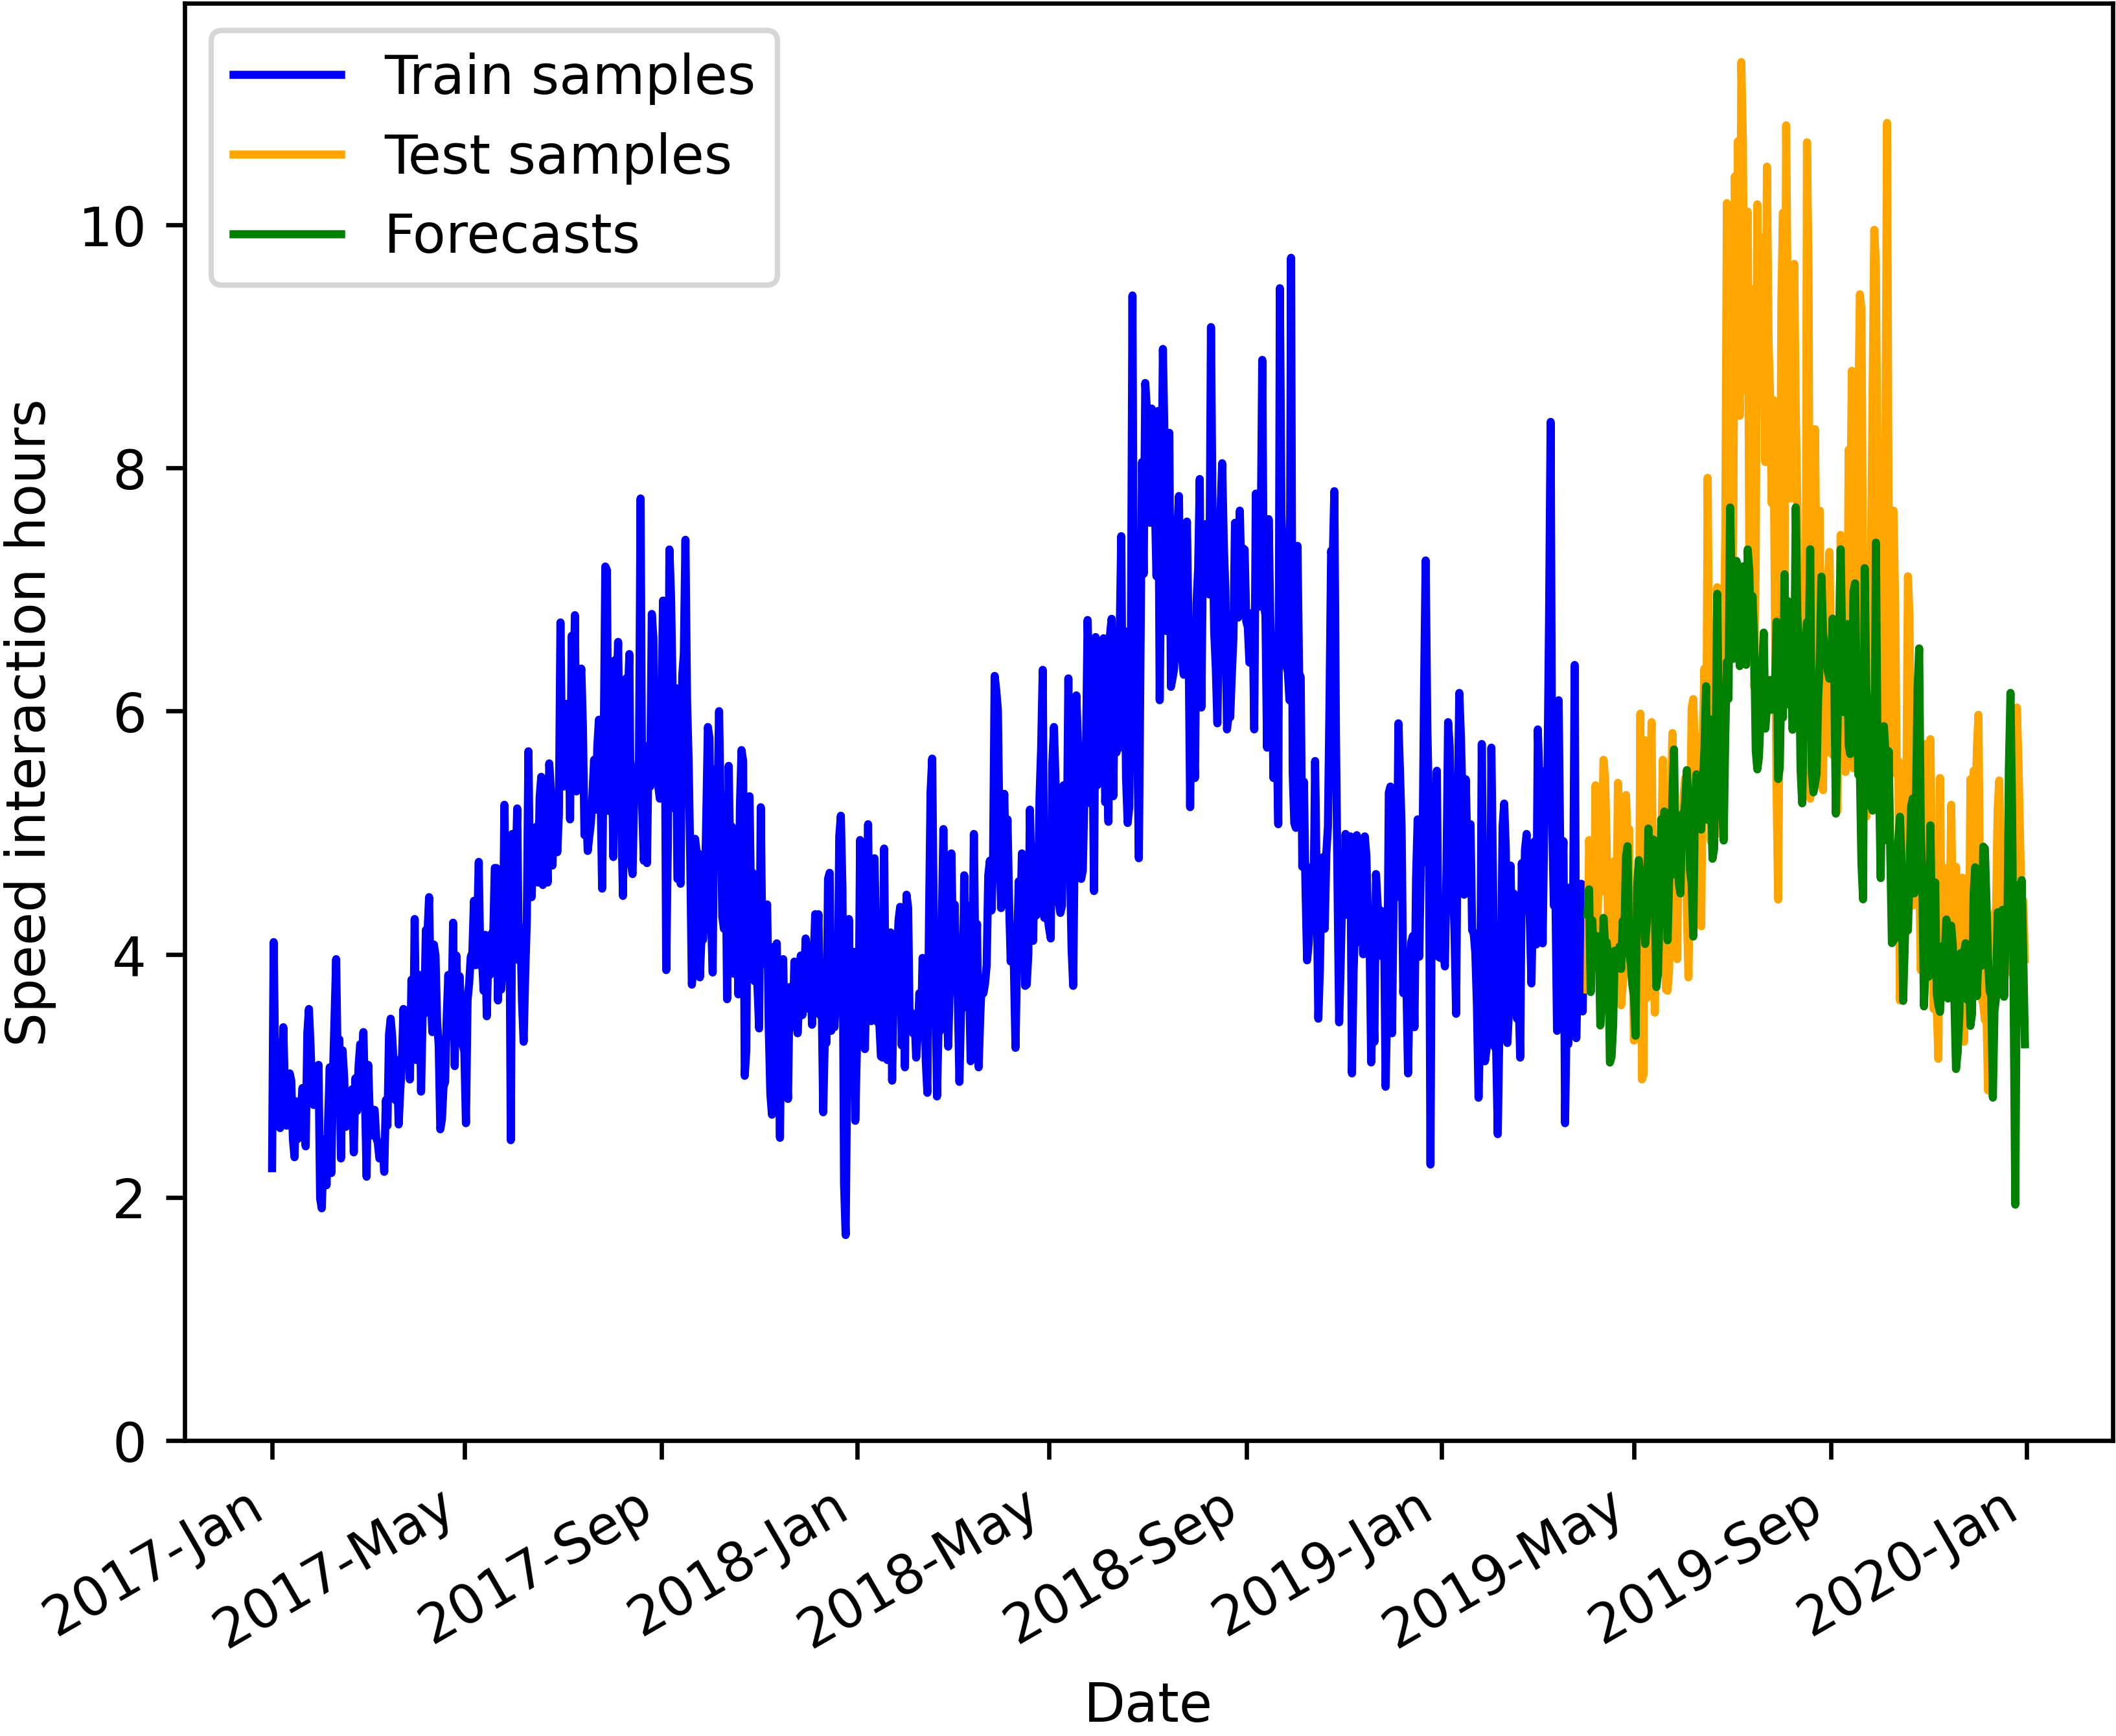 Train samples
Test samples
Forecasts
Speed interaction hours
10
8
6
4
2
0
2017-Jan
2017-May
2017-Sep
2018-Jan
2018-May
2018-Sep
2019-Jan
2019-May
2019-Sep
2020-Jan
Date